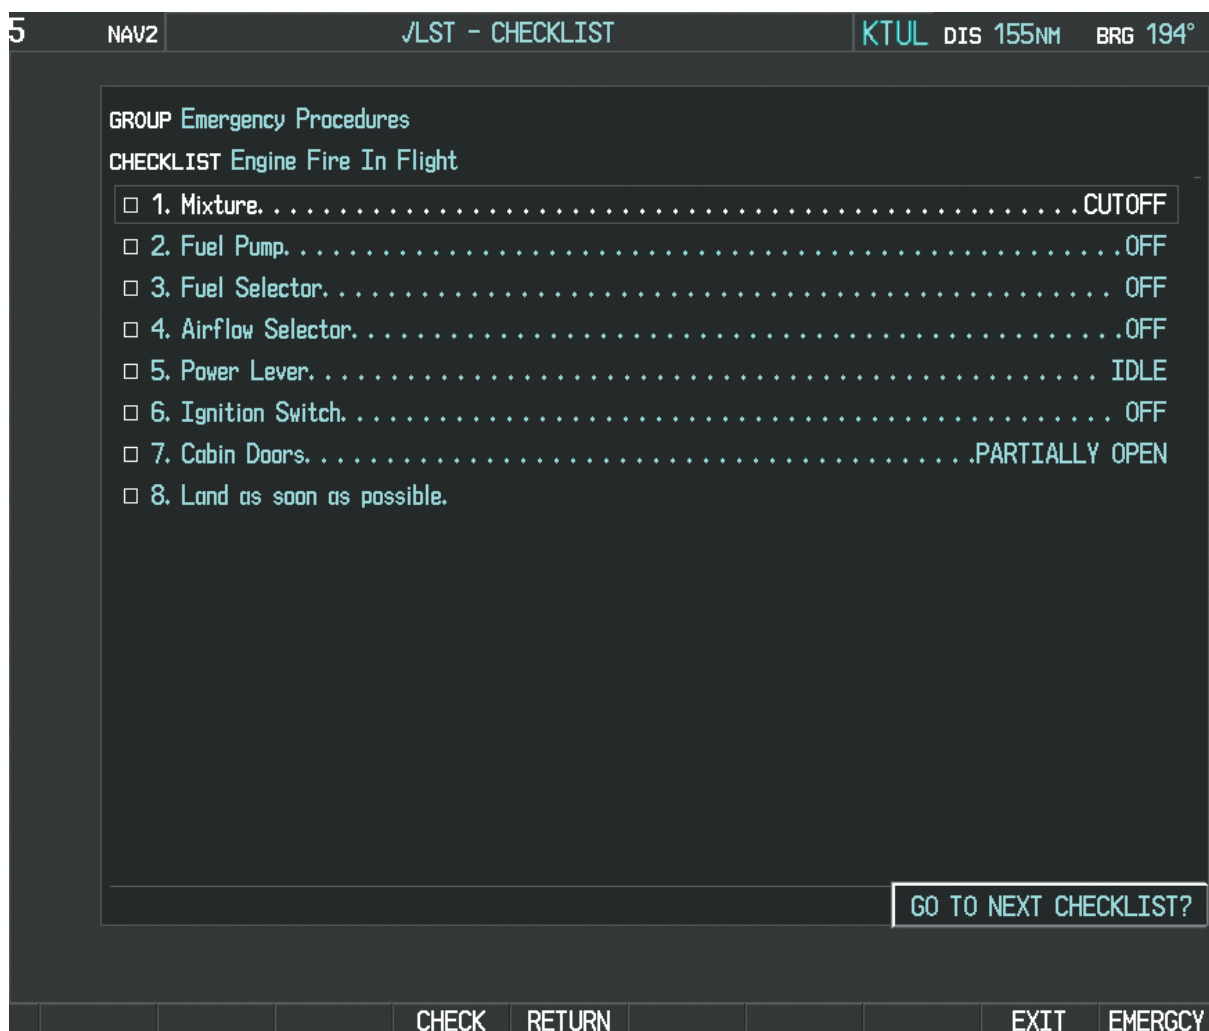 5 NAV2 √LST - CHECKLIST KTUL DIS 155NM BRG 194°
GROUP Emergency Procedures
CHECKLIST Engine Fire In Flight
□ 1. Mixture. . . . . . . . . . . . . . . . . . . . . . . . . . . . . . . . . . . . . . . . . . . . . . CUTOFF
□ 2. Fuel Pump. . . . . . . . . . . . . . . . . . . . . . . . . . . . . . . . . . . . . . . . . . . . . . .OFF
□ 3. Fuel Selector. . . . . . . . . . . . . . . . . . . . . . . . . . . . . . . . . . . . . . . . . . . . OFF
□ 4. Airflow Selector. . . . . . . . . . . . . . . . . . . . . . . . . . . . . . . . . . . . . . . . . . .OFF
□ 5. Power Lever. . . . . . . . . . . . . . . . . . . . . . . . . . . . . . . . . . . . . . . . . . . . IDLE
□ 6. Ignition Switch. . . . . . . . . . . . . . . . . . . . . . . . . . . . . . . . . . . . . . . . . . . OFF
□ 7. Cabin Doors. . . . . . . . . . . . . . . . . . . . . . . . . . . . . . . . . . . . . .PARTIALLY OPEN
□ 8. Land as soon as possible.
GO TO NEXT CHECKLIST?
CHECK RETURN EXIT EMERGCY